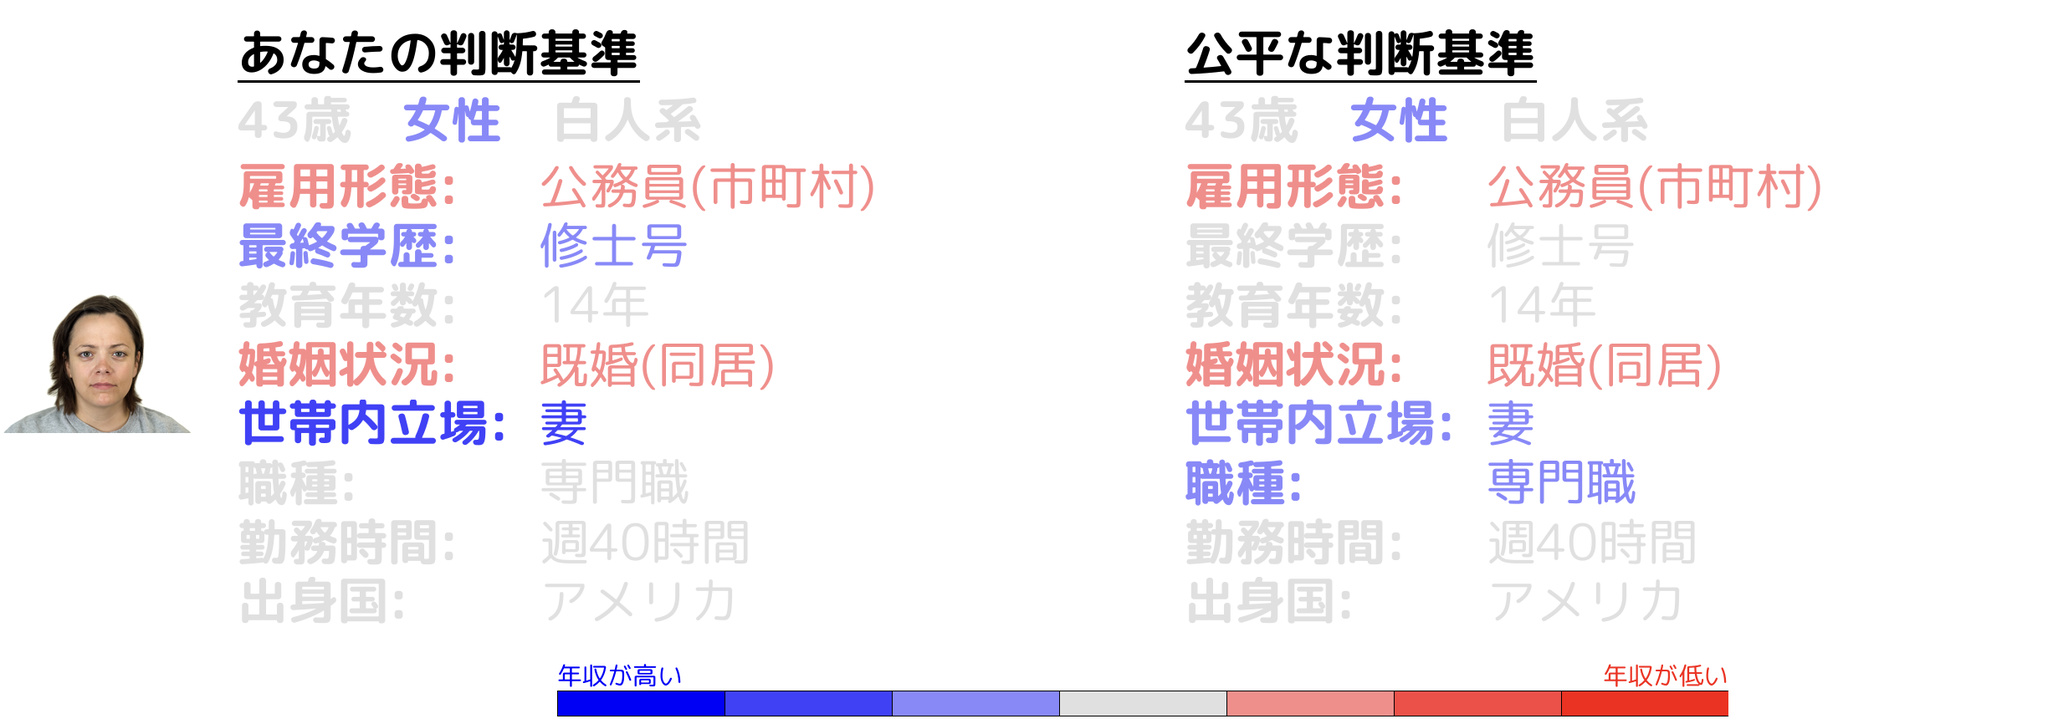 あなたの判断基準
43歳 女性 白人系
雇用形態: 公務員(市町村)
最終学歴: 修士号
教育年数: 14年
婚姻状況: 既婚(同居)
世帯内立場: 妻
職種: 専門職
勤務時間: 週40時間
出身国: アメリカ
公平な判断基準
43歳 女性 白人系
雇用形態: 公務員(市町村)
最終学歴: 修士号
教育年数: 14年
婚姻状況: 既婚(同居)
世帯内立場: 妻
職種: 専門職
勤務時間: 週40時間
出身国: アメリカ
年収が高い 年収が低い